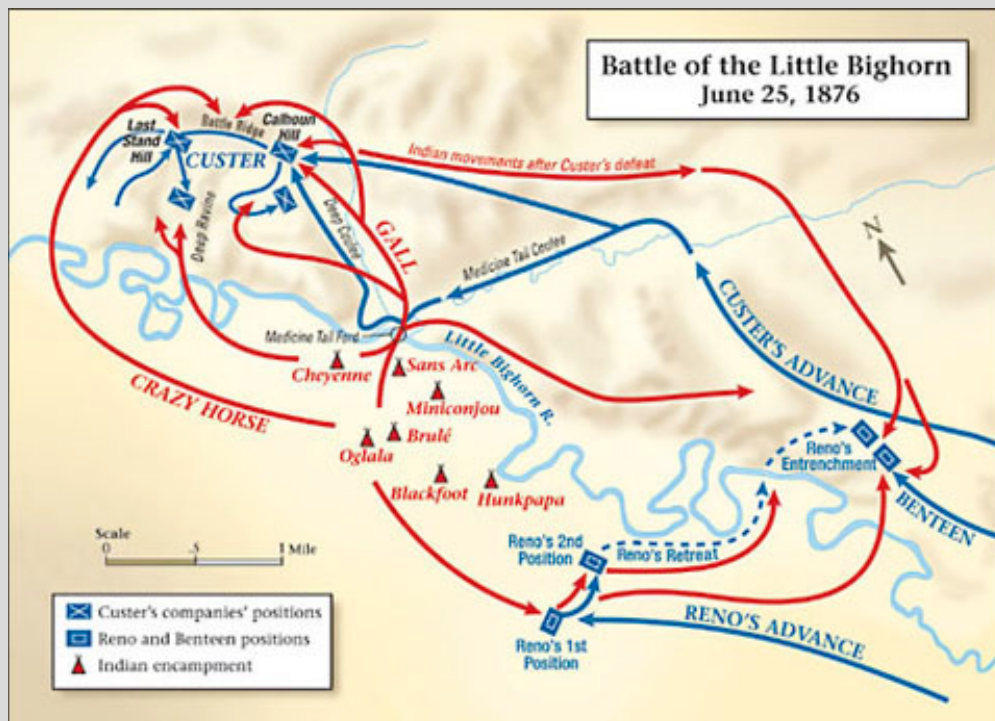 Battle of the Little Bighorn
June 25, 1876
Last
Stand
Hill
Battle Ridge
Calhoun
Hill
CUSTER
Deep Ravine
Deep Coulee
GALL
Indian movements after Custer's defeat
Medicine Tail Coulee
N
CUSTER'S ADVANCE
Medicine Tail Ford
Little Bighorn R.
Cheyenne
Sans Arc
Miniconjou
CRAZY HORSE
Brulé
Oglala
Blackfoot
Hunkpapa
Reno's
Entrenchment
BENTEEN
Reno's 2nd
Position
Reno's Retreat
RENO'S ADVANCE
Reno's 1st
Position
Scale
0 .5 1 Mile
Custer's companies' positions
Reno and Benteen positions
Indian encampment